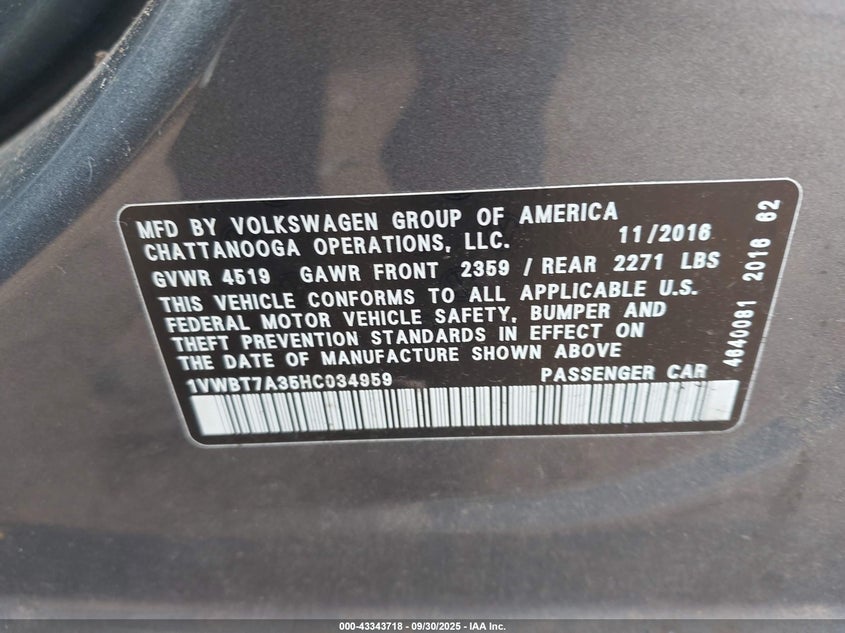 MFD BY VOLKSWAGEN GROUP OF AMERICA
CHATTANOOGA OPERATIONS, LLC. 11/2016
GVWR 4519 GAWR FRONT 2359 / REAR 2271 LBS
THIS VEHICLE CONFORMS TO ALL APPLICABLE U.S.
FEDERAL MOTOR VEHICLE SAFETY, BUMPER AND
THEFT PREVENTION STANDARDS IN EFFECT ON
THE DATE OF MANUFACTURE SHOWN ABOVE
1VWBT7A35HC034959 PASSENGER CAR
4640081 2016 62
000-43343718 - 09/30/2025 - IAA Inc.